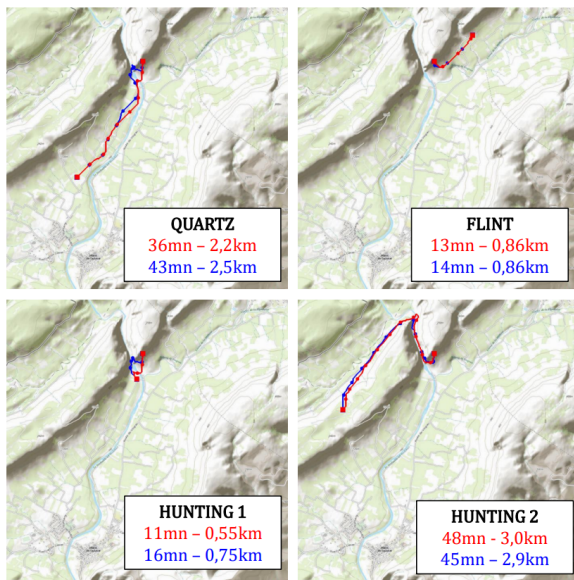 QUARTZ
36mn – 2,2km
43mn – 2,5km
FLINT
13mn – 0,86km
14mn – 0,86km
HUNTING 1
11mn – 0,55km
16mn – 0,75km
HUNTING 2
48mn - 3,0km
45mn – 2,9km